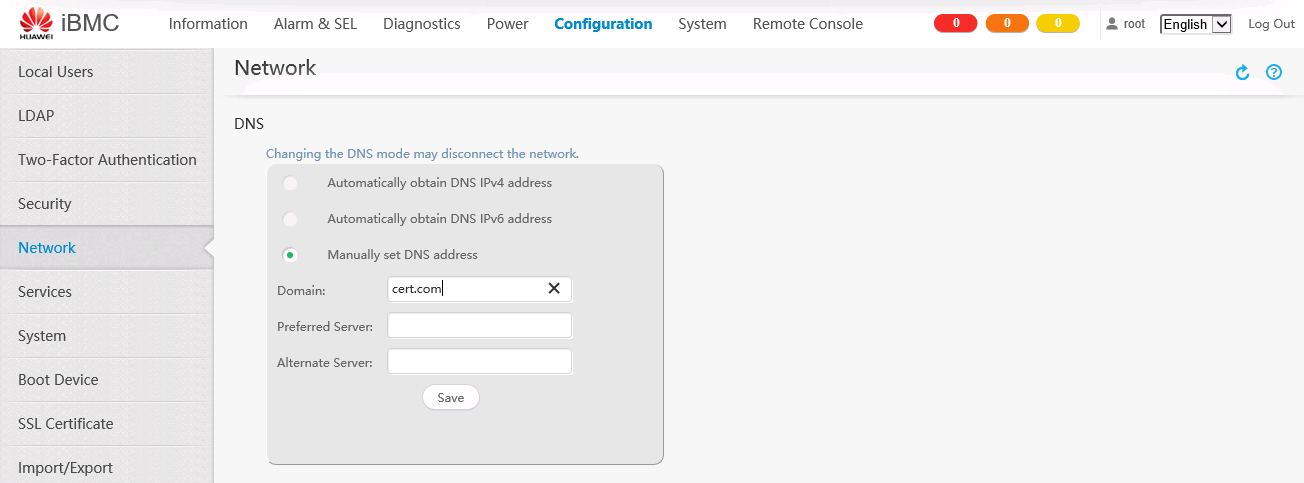 HUAWEI iBMC Information Alarm & SEL Diagnostics Power Configuration System Remote Console 0 0 0 root English Log Out
Local Users
LDAP
Two-Factor Authentication
Security
Network
Services
System
Boot Device
SSL Certificate
Import/Export
Network
DNS
Changing the DNS mode may disconnect the network.
Automatically obtain DNS IPv4 address
Automatically obtain DNS IPv6 address
Manually set DNS address
Domain: cert.com
Preferred Server:
Alternate Server:
Save